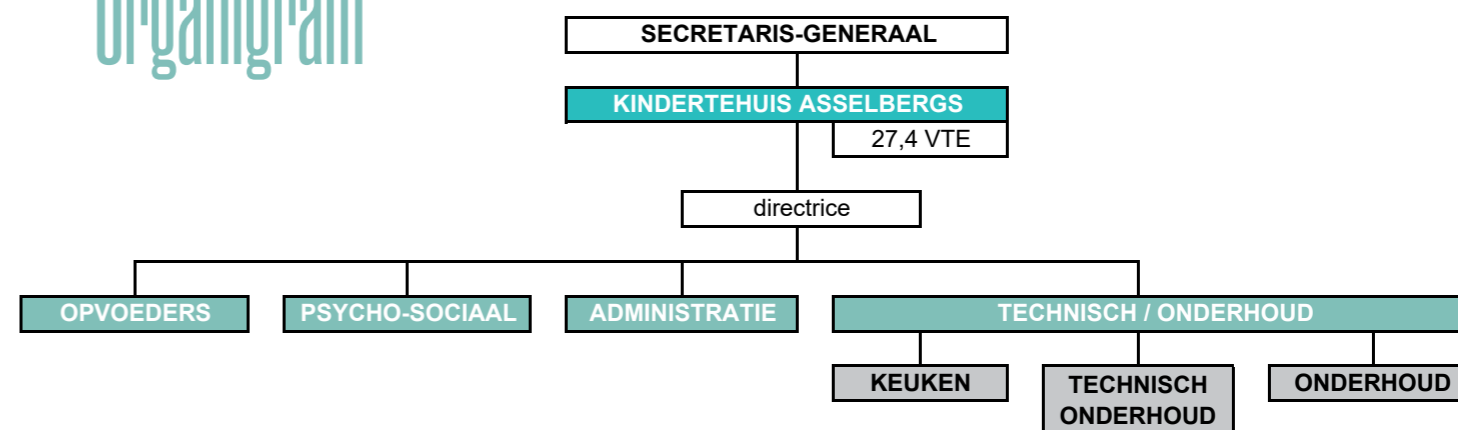 organigram
SECRETARIS-GENERAAL
KINDERTEHUIS ASSELBERGS
27,4 VTE
directrice
OPVOEDERS
PSYCHO-SOCIAAL
ADMINISTRATIE
TECHNISCH / ONDERHOUD
KEUKEN
TECHNISCH
ONDERHOUD
ONDERHOUD